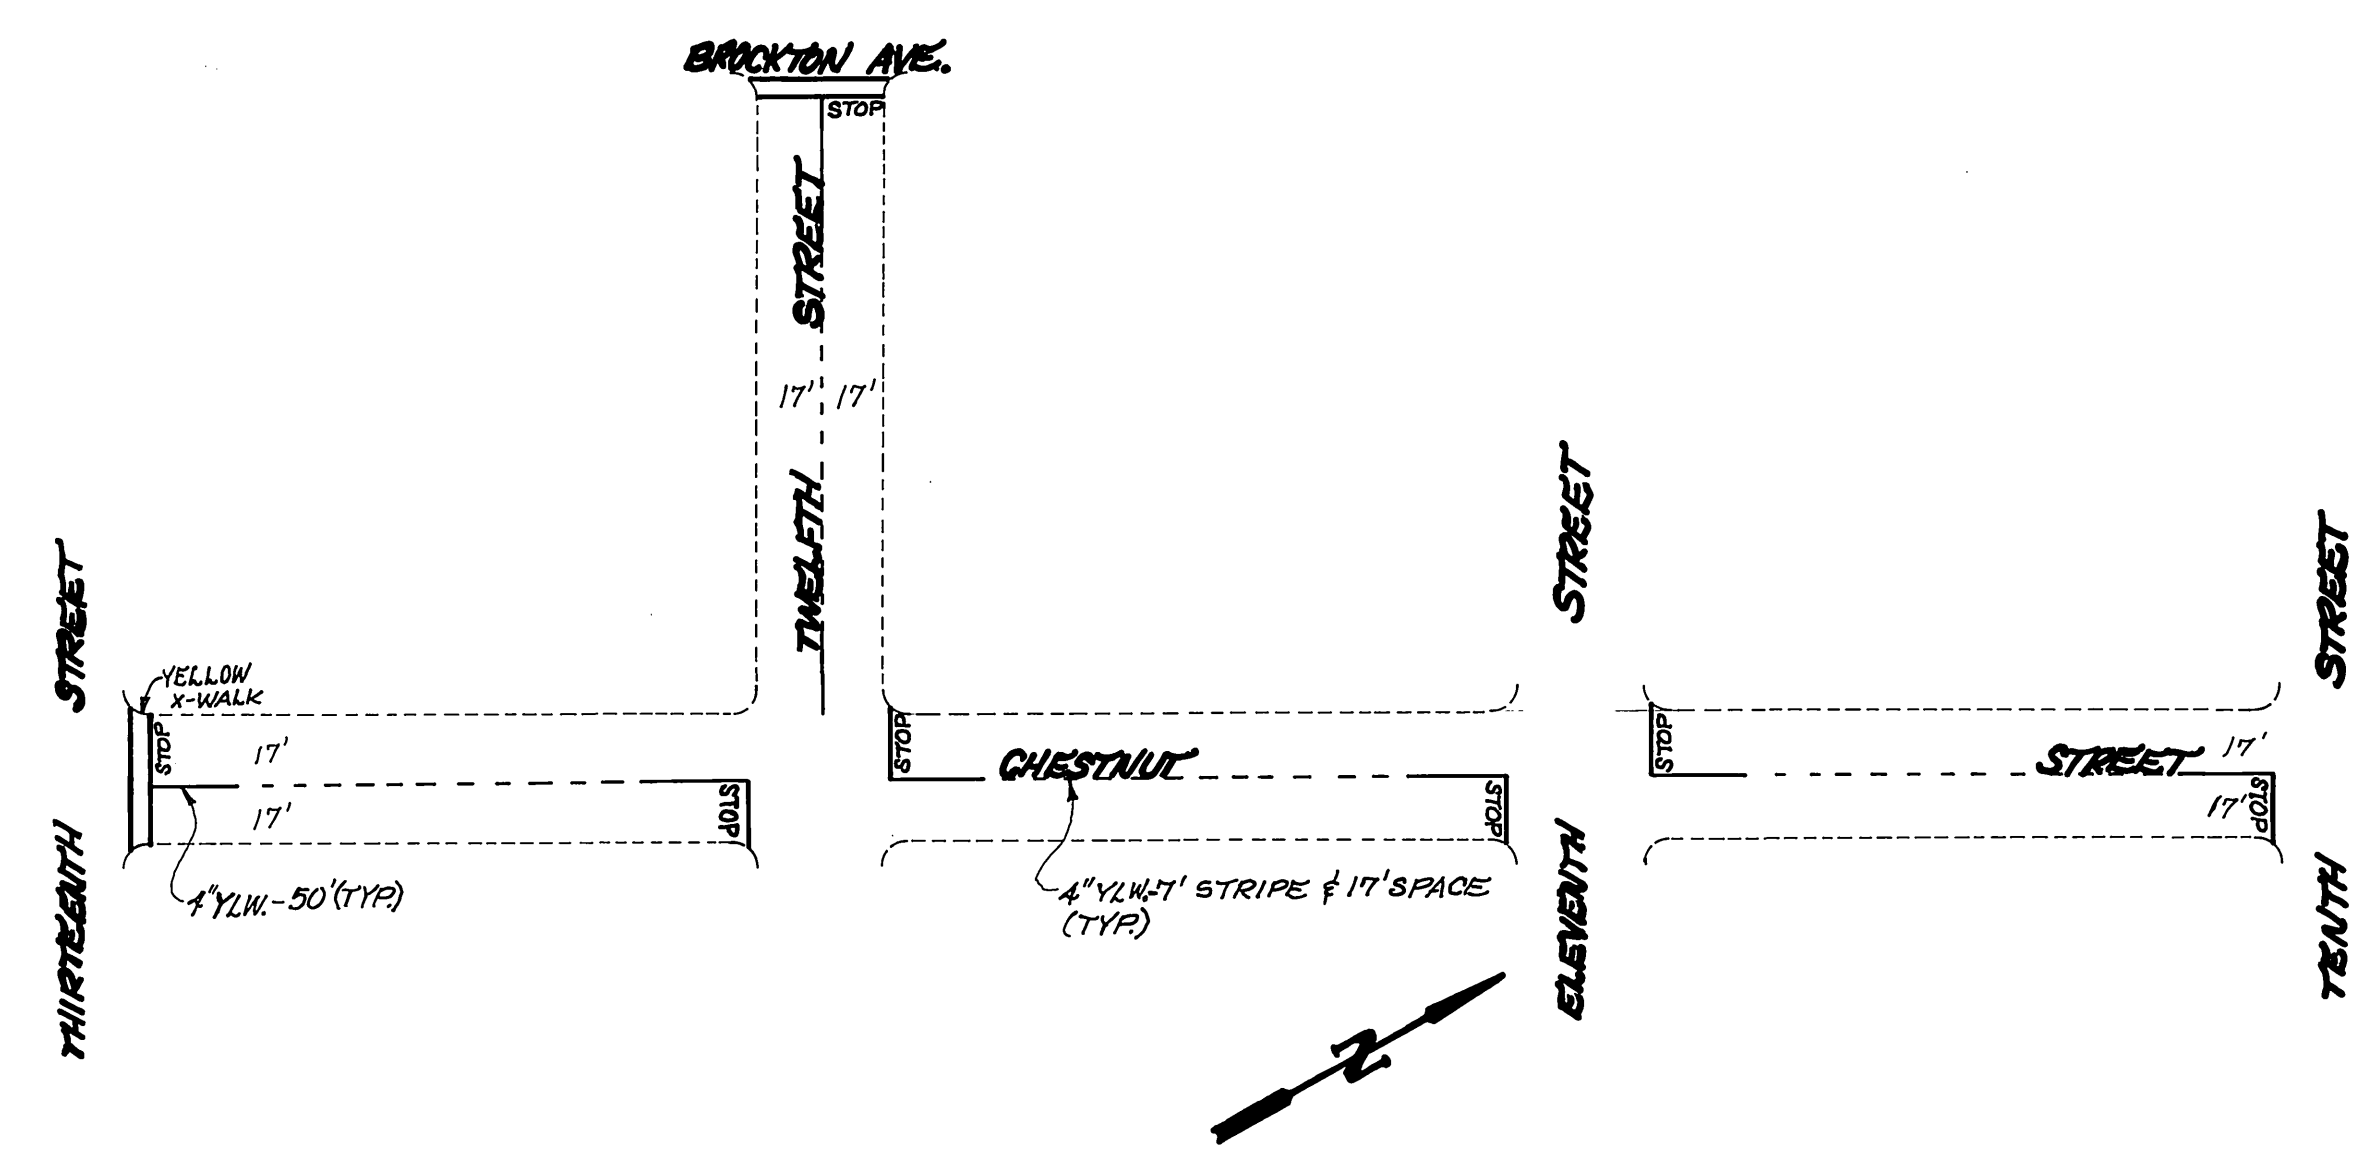 BROCKTON AVE.
STOP
TWELFTH STREET
17' 17'
THIRTEENTH STREET
YELLOW
X-WALK
STOP
17'
17'
STOP
4" YLW. - 50' (TYP.)
STOP
CHESTNUT STREET
STOP
4" YLW.-7' STRIPE & 17' SPACE
(TYP.)
ELEVENTH STREET
STOP
17'
17'
STOP
TENTH STREET
N